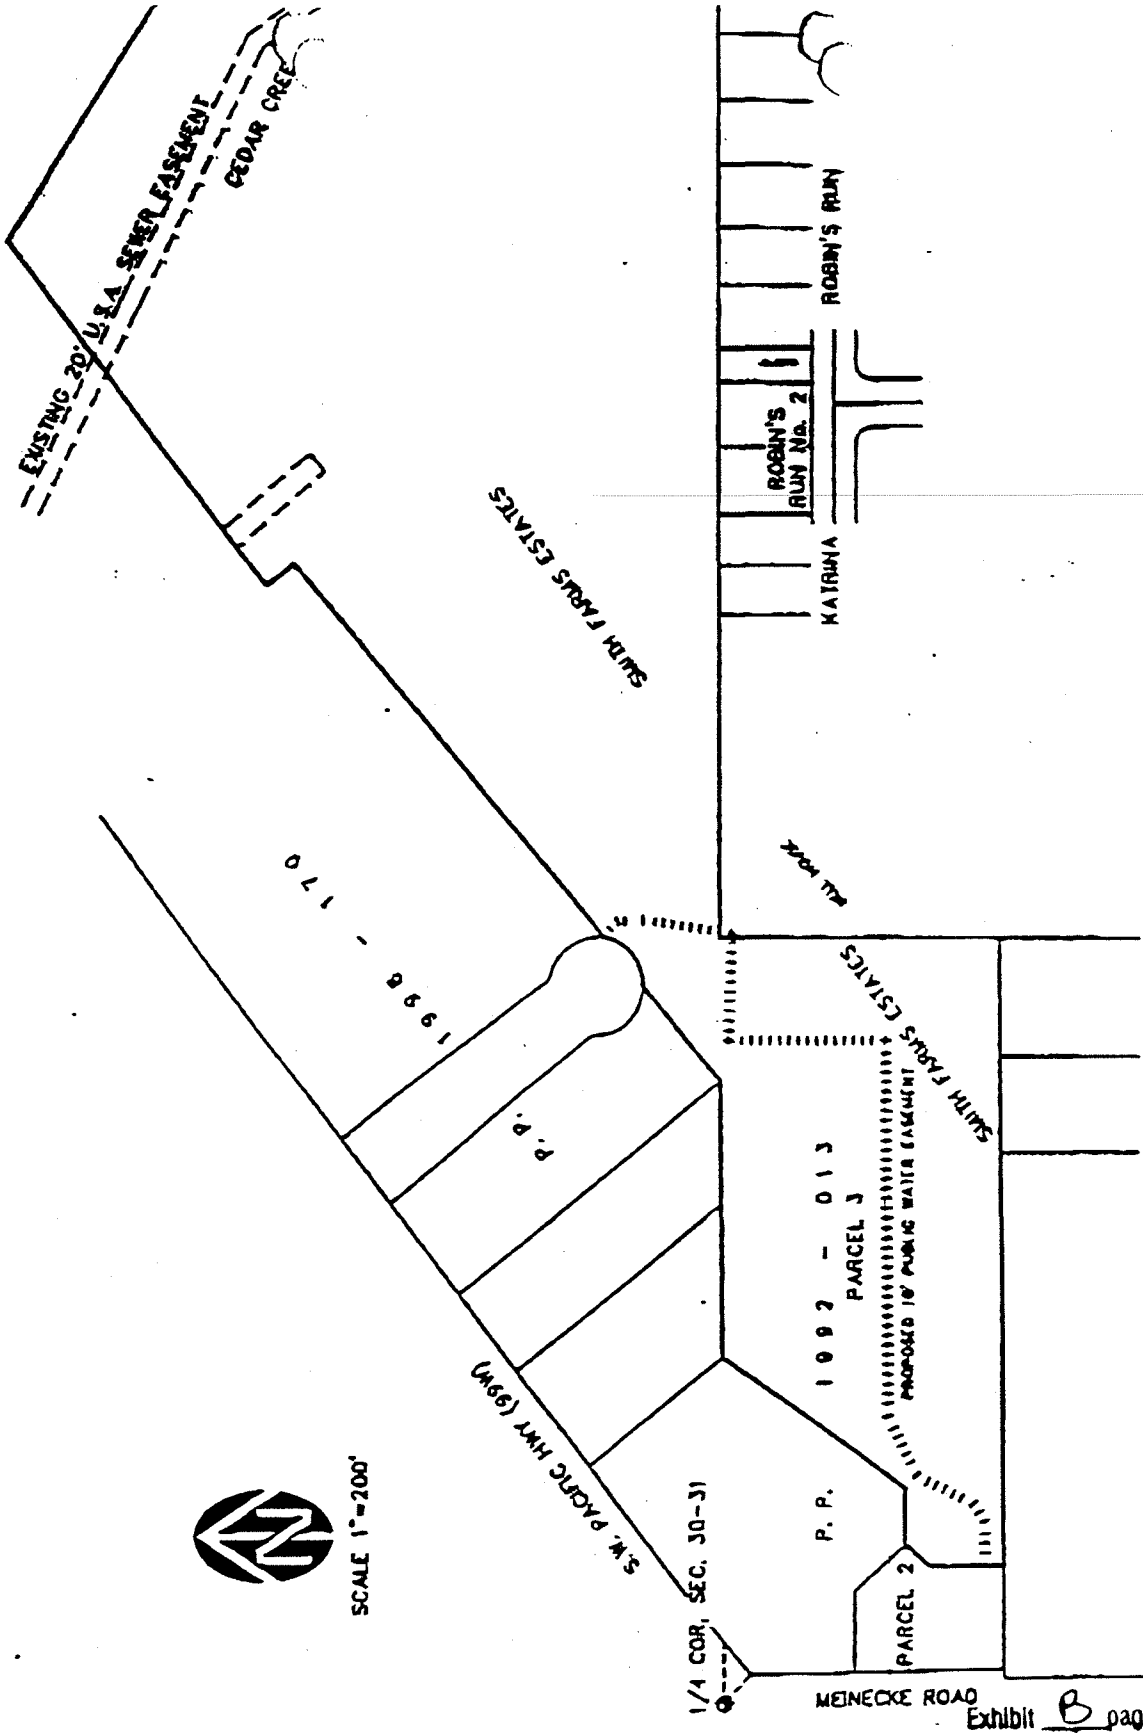 EXISTING 20' U.S.A. SEWER EASEMENT
CEDAR CREE
ROBIN'S RUN
ROBIN'S
RUN No. 2
KATRINA
SMITH FARMS ESTATES
1998 - 170
P. P.
S.W. PACIFIC HWY (99W)
N
SCALE 1"=200'
SMITH FARMS ESTATES
1992 - 013
PARCEL 3
PROPOSED 10' PUBLIC WATER EASEMENT
P. P.
1/4 COR, SEC. 30-31
PARCEL 2
MEINECKE ROAD
Exhibit B pag